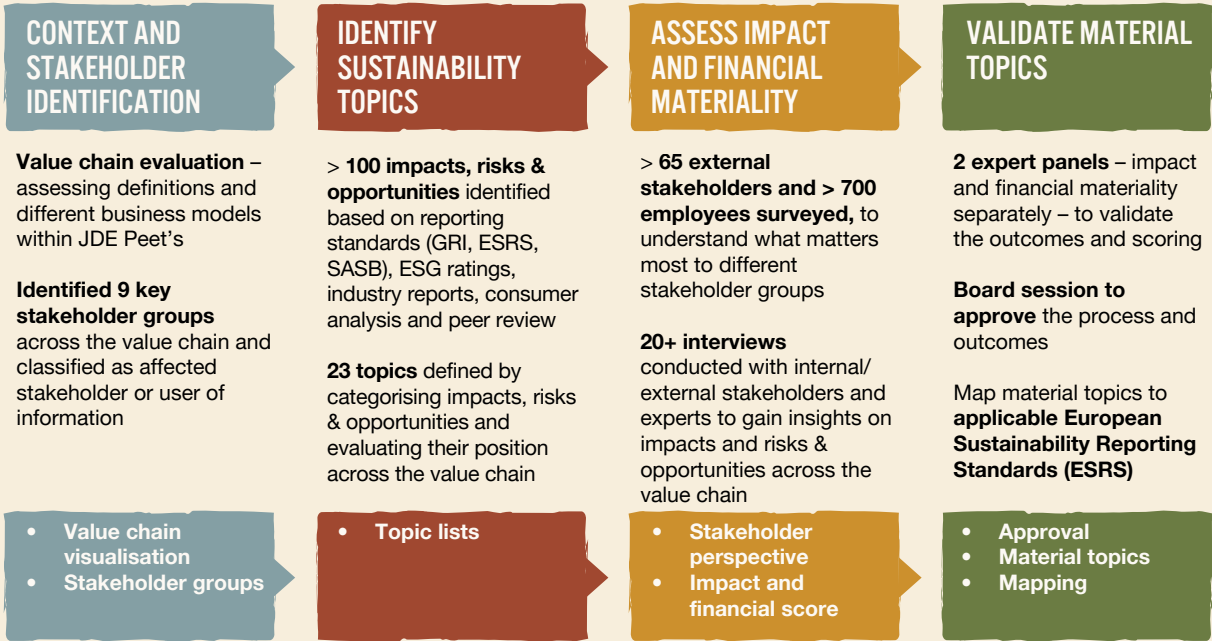 CONTEXT AND
STAKEHOLDER
IDENTIFICATION
Value chain evaluation –
assessing definitions and
different business models
within JDE Peet's
Identified 9 key
stakeholder groups
across the value chain and
classified as affected
stakeholder or user of
information
• Value chain
visualisation
• Stakeholder groups
IDENTIFY
SUSTAINABILITY
TOPICS
> 100 impacts, risks &
opportunities identified
based on reporting
standards (GRI, ESRS,
SASB), ESG ratings,
industry reports, consumer
analysis and peer review
23 topics defined by
categorising impacts, risks
& opportunities and
evaluating their position
across the value chain
• Topic lists
ASSESS IMPACT
AND FINANCIAL
MATERIALITY
> 65 external
stakeholders and > 700
employees surveyed, to
understand what matters
most to different
stakeholder groups
20+ interviews
conducted with internal/
external stakeholders and
experts to gain insights on
impacts and risks &
opportunities across the
value chain
• Stakeholder
perspective
• Impact and
financial score
VALIDATE MATERIAL
TOPICS
2 expert panels – impact
and financial materiality
separately – to validate
the outcomes and scoring
Board session to
approve the process and
outcomes
Map material topics to
applicable European
Sustainability Reporting
Standards (ESRS)
• Approval
• Material topics
• Mapping